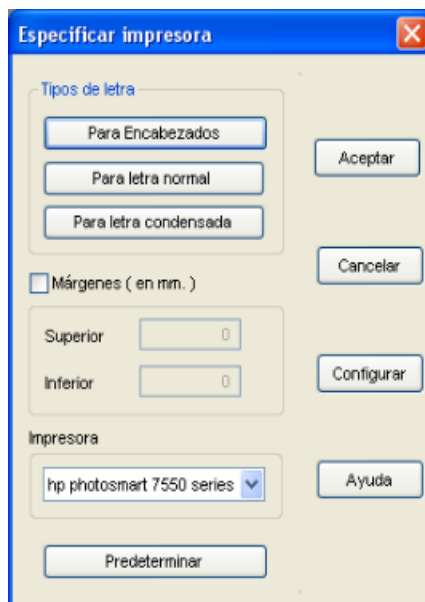 Especificar impresora
Tipos de letra
Para Encabezados
Para letra normal
Para letra condensada
Aceptar
Cancelar
Márgenes ( en mm. )
Superior 0
Inferior 0
Configurar
Impresora
hp photosmart 7550 series
Ayuda
Predeterminar